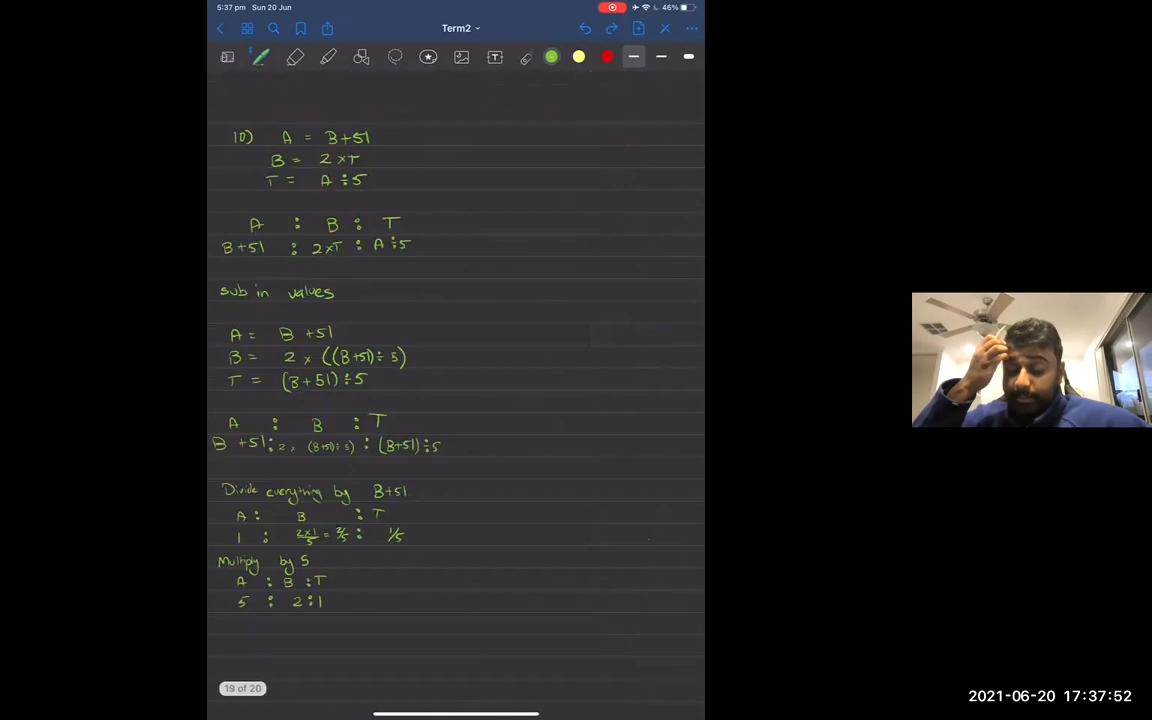 5:37 pm Sun 20 Jun
46%
Term2
10) A = B+51
B = 2 × T
T = A ÷ 5
A : B : T
B+51 : 2×T : A ÷ 5
sub in values
A = B +51
B = 2 × ((B+51) ÷ 5)
T = (B+51) ÷ 5
A : B : T
B +51 : 2 × (B+51) ÷ 5) : (B+51) ÷ 5
Divide everything by B+51
A : B : T
1 : 2×1/5 = 2/5 : 1/5
Multiply by 5
A : B : T
5 : 2 : 1
19 of 20
2021-06-20 17:37:52